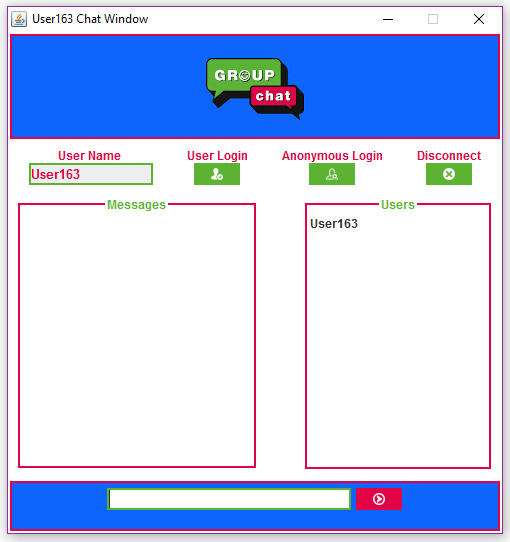 User163 Chat Window
GROUP
chat
User Name
User Login
Anonymous Login
Disconnect
User163
Messages
Users
User163